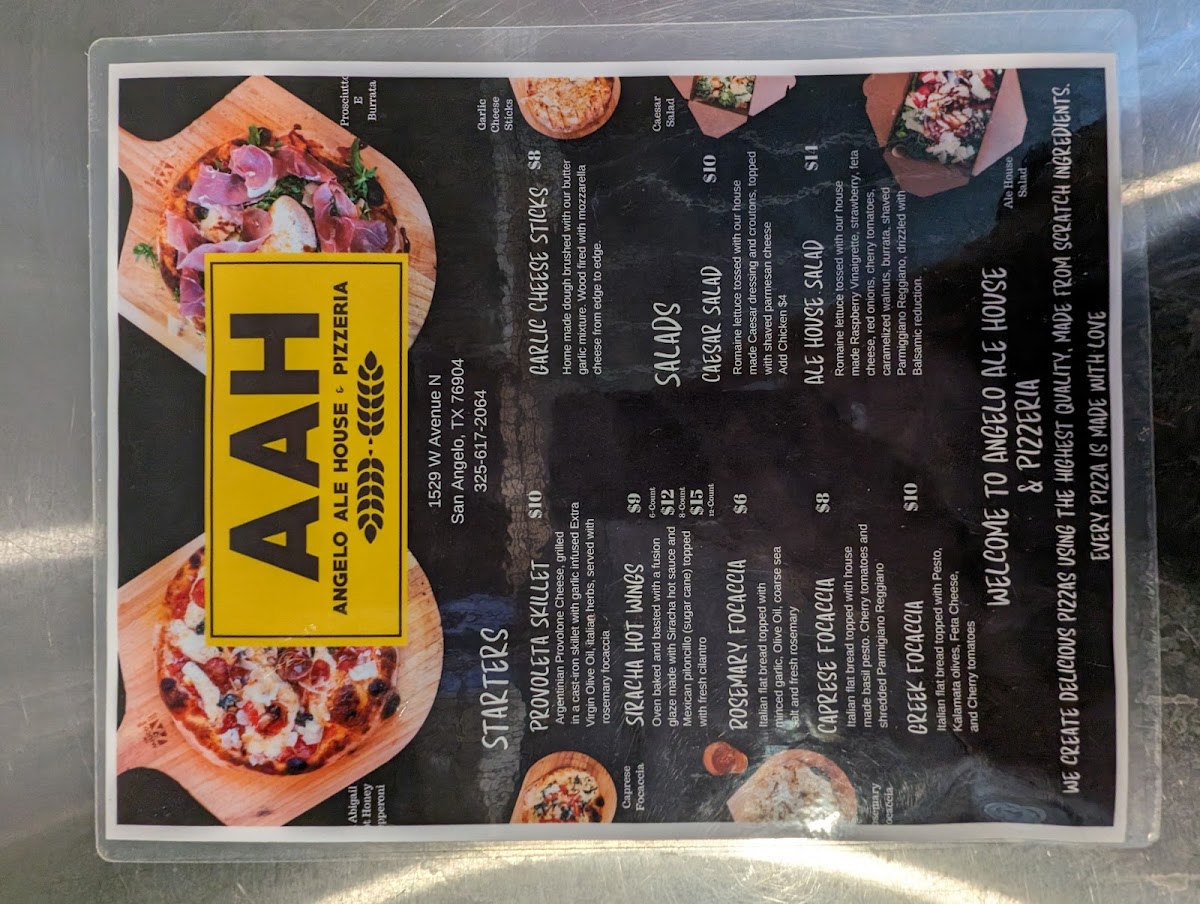 Prosciutto
E
Burrata
Abigail
Honey
AAH
ANGELO ALE HOUSE & PIZZERIA
1529 W Avenue N
San Angelo, TX 76904
325-617-2064
STARTERS
PROVOLETA SKILLET $10
Argentinian Provolone Cheese, grilled
in a cast-iron skillet with garlic infused Extra
Virgin Olive Oil, italian herbs, served with
rosemary focaccia
SIRACHA HOT WINGS $9
6-Count
$12
8-Count
$15
12-Count
Oven baked and basted with a fusion
glaze made with Siracha hot sauce and
Mexican piloncillo (sugar cane) topped
with fresh cilantro
ROSEMARY FOCACCIA $6
Italian flat bread topped with
minced garlic, Olive Oil, coarse sea
salt and fresh rosemary
CAPRESE FOCACCIA $8
Italian flat bread topped with house
made basil pesto. Cherry tomatoes and
shredded Parmigiano Reggiano
GREEK FOCACCIA $10
Italian flat bread topped with Pesto,
Kalamata olives, Feta Cheese,
and Cherry tomatoes
Caprese
Focaccia
GARLIC CHEESE STICKS $8
Home made dough brushed with our butter
garlic mixture. Wood fired with mozzarella
cheese from edge to edge.
Garlic
Cheese
Sticks
SALADS
CAESAR SALAD $10
Romaine lettuce tossed with our house
made Caesar dressing and croutons, topped
with shaved parmesan cheese
Add Chicken $4
Caesar
Salad
ALE HOUSE SALAD $14
Romaine lettuce tossed with our house
made Raspberry Vinaigrette, strawberry, feta
cheese, red onions, cherry tomatoes,
caramelized walnuts, burrata, shaved
Parmiggiano Reggiano, drizzled with
Balsamic reduction.
Ale House
Salad
WELCOME TO ANGELO ALE HOUSE
& PIZZERIA
WE CREATE DELICIOUS PIZZAS USING THE HIGHEST QUALITY, MADE FROM SCRATCH INGREDIENTS.
EVERY PIZZA IS MADE WITH LOVE